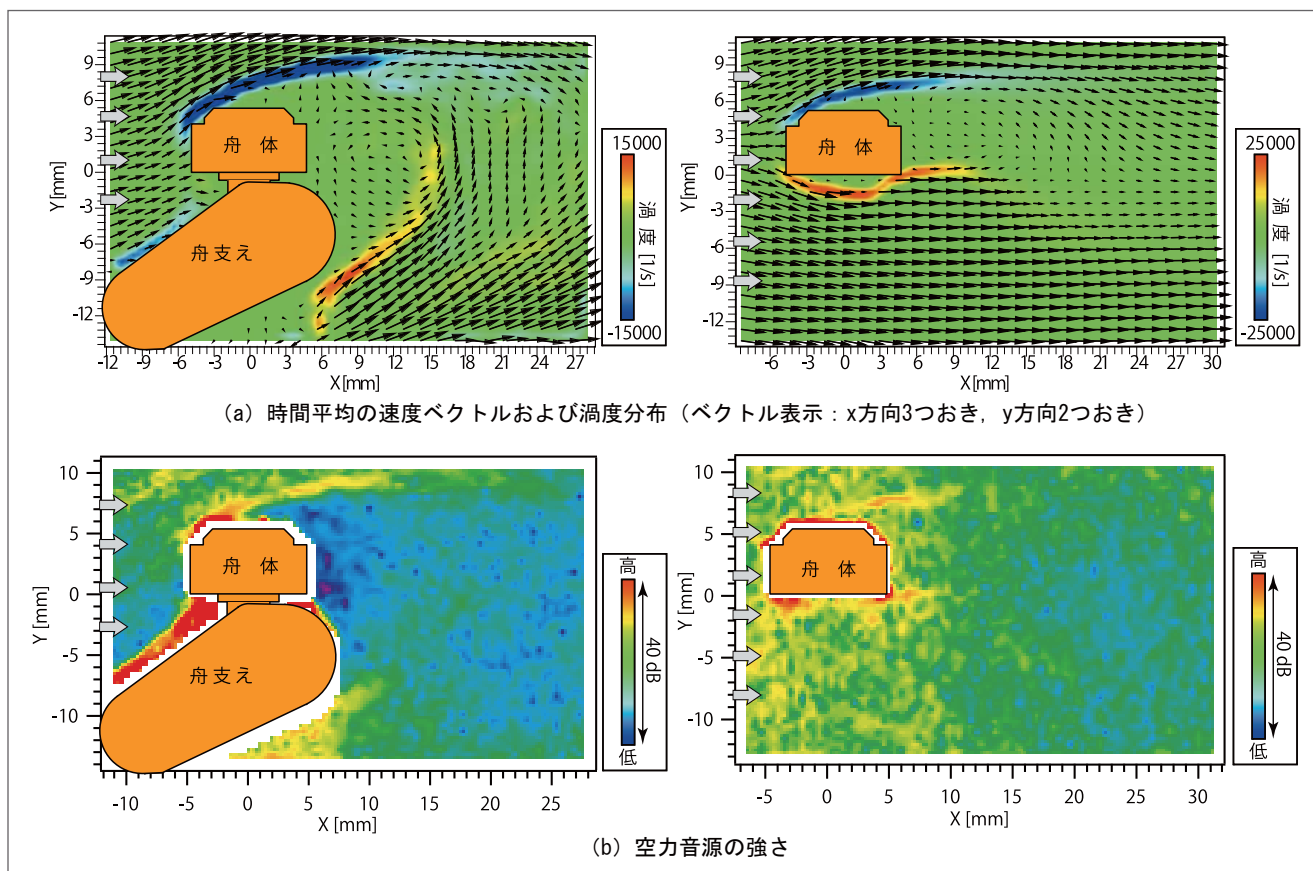 9
6
3
0
-3
-6
-9
-12
Y[mm]
舟 体
舟支え
15000
渦度 [1/s]
-15000
-12 -9 -6 -3 0 3 6 9 12 15 18 21 24 27
X[mm]
9
6
3
0
-3
-6
-9
-12
Y[mm]
舟 体
25000
渦度 [1/s]
-25000
-6 -3 0 3 6 9 12 15 18 21 24 27 30
X[mm]
(a) 時間平均の速度ベクトルおよび渦度分布(ベクトル表示:x方向3つおき, y方向2つおき)
10
5
0
-5
-10
Y [mm]
舟 体
舟支え
高
40 dB
低
-10 -5 0 5 10 15 20 25
X [mm]
10
5
0
-5
-10
Y [mm]
舟 体
高
40 dB
低
-5 0 5 10 15 20 25 30
X [mm]
(b) 空力音源の強さ